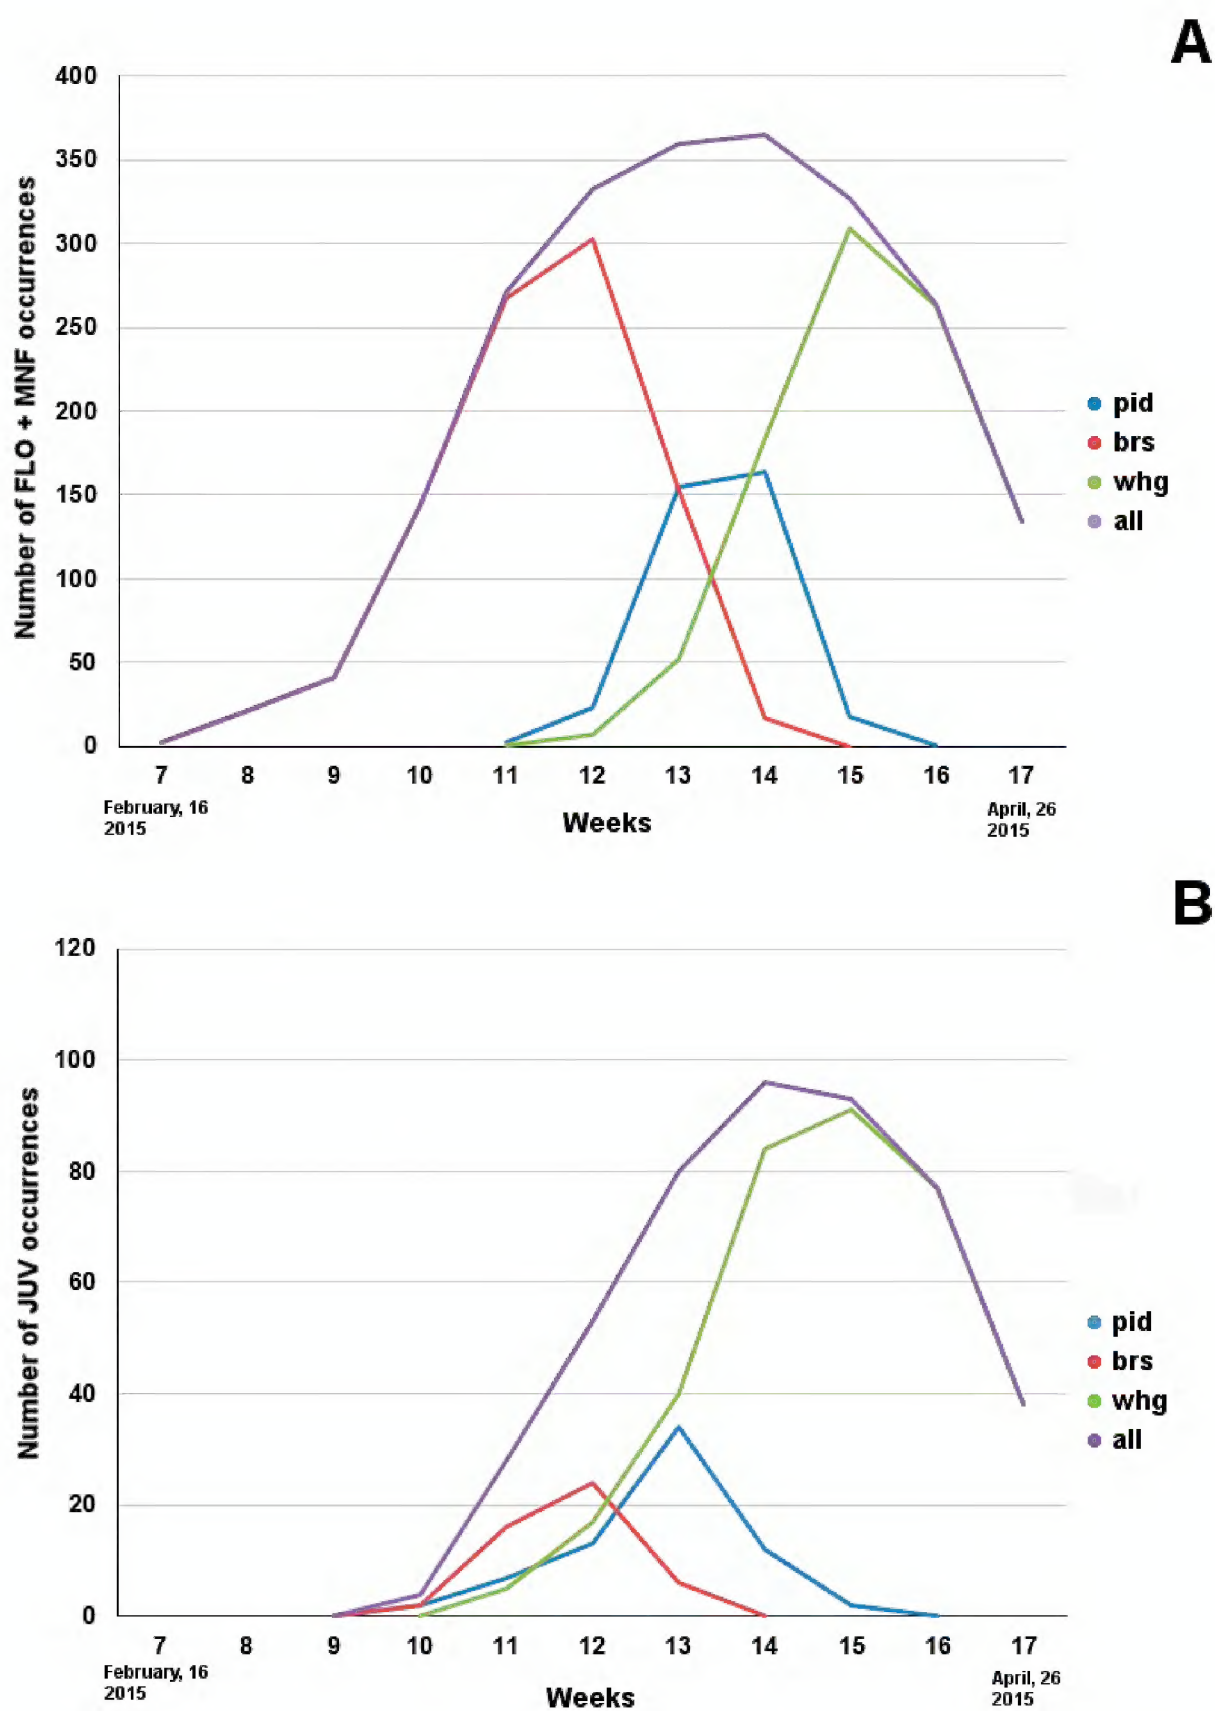 A
400
350
300
250
200
150
100
50
0
Number of FLO + MNF occurrences
7 8 9 10 11 12 13 14 15 16 17
February, 16
2015
April, 26
2015
Weeks
pid
brs
whg
all
B
120
100
80
60
40
20
0
Number of JUV occurrences
7 8 9 10 11 12 13 14 15 16 17
February, 16
2015
April, 26
2015
Weeks
pid
brs
whg
all